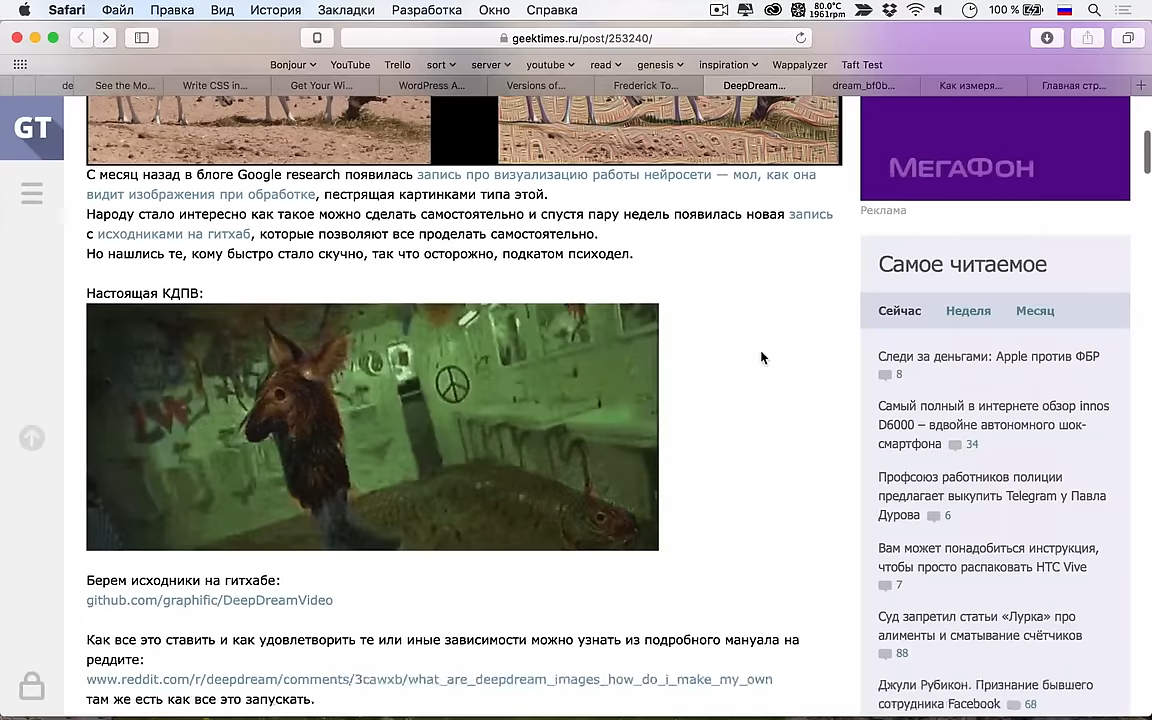 Safari Файл Правка Вид История Закладки Разработка Окно Справка 80.0°C 1961rpm 100 %
geektimes.ru/post/253240/
Bonjour YouTube Trello sort server youtube read genesis inspiration Wappalyzer Taft Test
de See the Mo... Write CSS in... Get Your Wi... WordPress A... Versions of... Frederick To... DeepDream... dream_bf0b... Как измеря... Главная стр...
GT
МЕГАФОН
Реклама
С месяц назад в блоге Google research появилась запись про визуализацию работы нейросети — мол, как она
видит изображения при обработке, пестрящая картинками типа этой.
Народу стало интересно как такое можно сделать самостоятельно и спустя пару недель появилась новая запись
с исходниками на гитхаб, которые позволяют все проделать самостоятельно.
Но нашлись те, кому быстро стало скучно, так что осторожно, подкатом психодел.
Настоящая КДПВ:
Берем исходники на гитхабе:
github.com/graphific/DeepDreamVideo
Как все это ставить и как удовлетворить те или иные зависимости можно узнать из подробного мануала на
реддите:
www.reddit.com/r/deepdream/comments/3cawxb/what_are_deepdream_images_how_do_i_make_my_own
там же есть как все это запускать.
Самое читаемое
Сейчас Неделя Месяц
Следи за деньгами: Apple против ФБР
8
Самый полный в интернете обзор innos
D6000 – вдвойне автономного шок-
смартфона 34
Профсоюз работников полиции
предлагает выкупить Telegram у Павла
Дурова 6
Вам может понадобиться инструкция,
чтобы просто распаковать HTC Vive
7
Суд запретил статьи «Лурка» про
алименты и сматывание счётчиков
88
Джули Рубикон. Признание бывшего
сотрудника Facebook 68